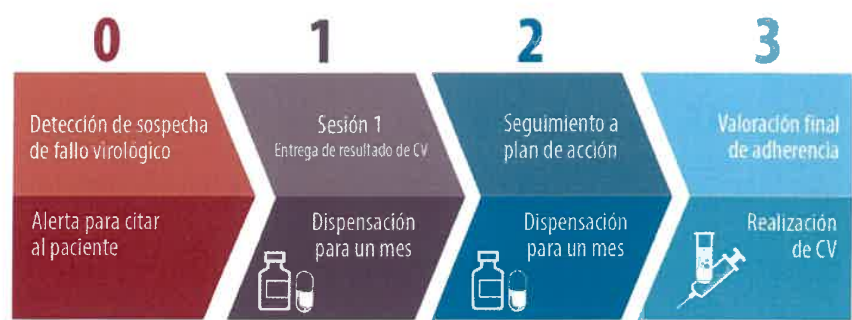 0
1
2
3
Detección de sospecha
de fallo virológico
Sesión 1
Entrega de resultado de CV
Seguimiento a
plan de acción
Valoración final
de adherencia
Alerta para citar
al paciente
Dispensación
para un mes
Dispensación
para un mes
Realización
de CV